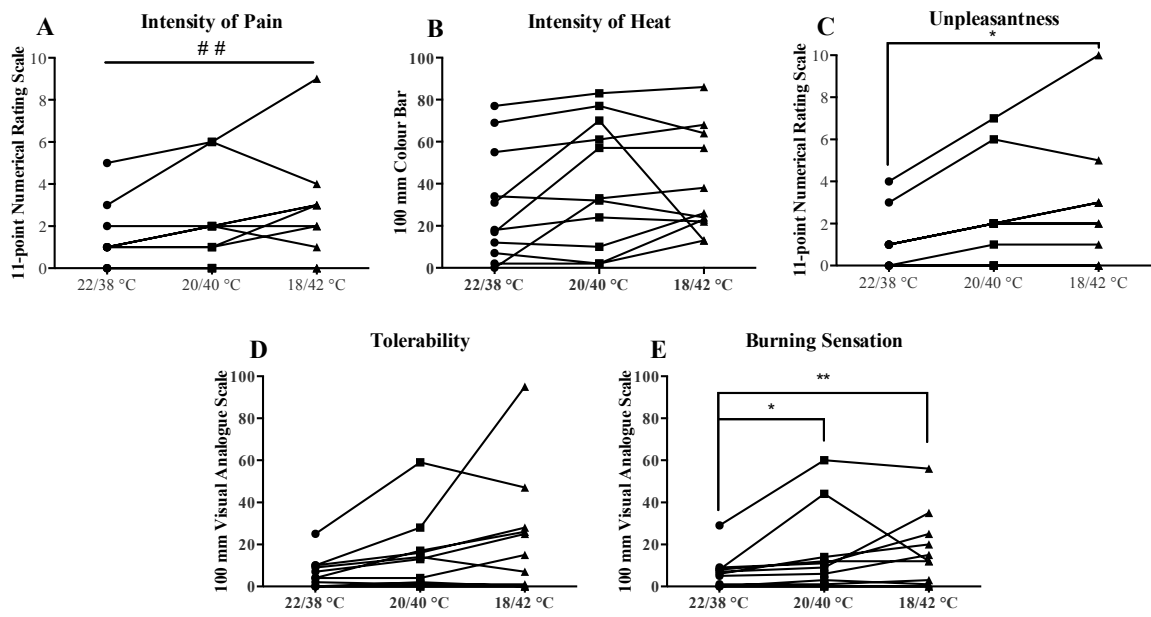 A
Intensity of Pain
# #
11-point Numerical Rating Scale
10
8
6
4
2
0
22/38 °C
20/40 °C
18/42 °C
B
Intensity of Heat
100 mm Colour Bar
100
80
60
40
20
0
22/38 °C
20/40 °C
18/42 °C
C
Unpleasantness
*
11-point Numerical Rating Scale
10
8
6
4
2
0
22/38 °C
20/40 °C
18/42 °C
D
Tolerability
100 mm Visual Analogue Scale
100
80
60
40
20
0
22/38 °C
20/40 °C
18/42 °C
E
Burning Sensation
**
*
100 mm Visual Analogue Scale
100
80
60
40
20
0
22/38 °C
20/40 °C
18/42 °C